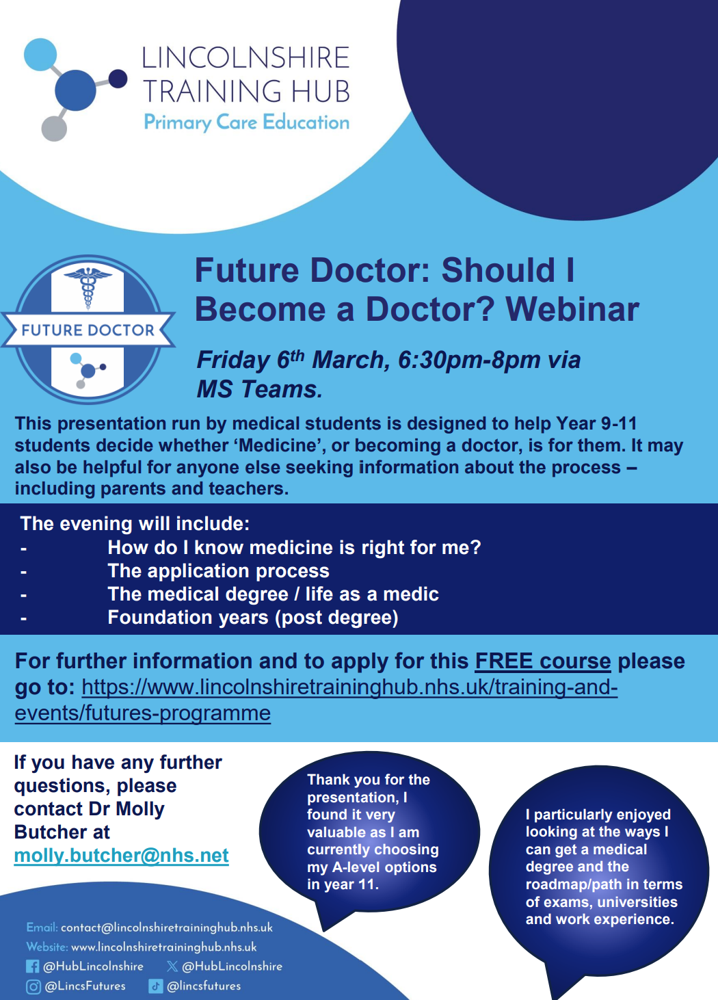 LINCOLNSHIRE
TRAINING HUB
Primary Care Education
FUTURE DOCTOR
Future Doctor: Should I
Become a Doctor? Webinar
Friday 6th March, 6:30pm-8pm via
MS Teams.
This presentation run by medical students is designed to help Year 9-11
students decide whether ‘Medicine’, or becoming a doctor, is for them. It may
also be helpful for anyone else seeking information about the process –
including parents and teachers.
The evening will include:
- How do I know medicine is right for me?
- The application process
- The medical degree / life as a medic
- Foundation years (post degree)
For further information and to apply for this FREE course please
go to: https://www.lincolnshiretraininghub.nhs.uk/training-and-
events/futures-programme
If you have any further
questions, please
contact Dr Molly
Butcher at
molly.butcher@nhs.net
Thank you for the
presentation, I
found it very
valuable as I am
currently choosing
my A-level options
in year 11.
I particularly enjoyed
looking at the ways I
can get a medical
degree and the
roadmap/path in terms
of exams, universities
and work experience.
Email: contact@lincolnshiretraininghub.nhs.uk
Website: www.lincolnshiretraininghub.nhs.uk
@HubLincolnshire @HubLincolnshire
@LincsFutures @lincsfutures